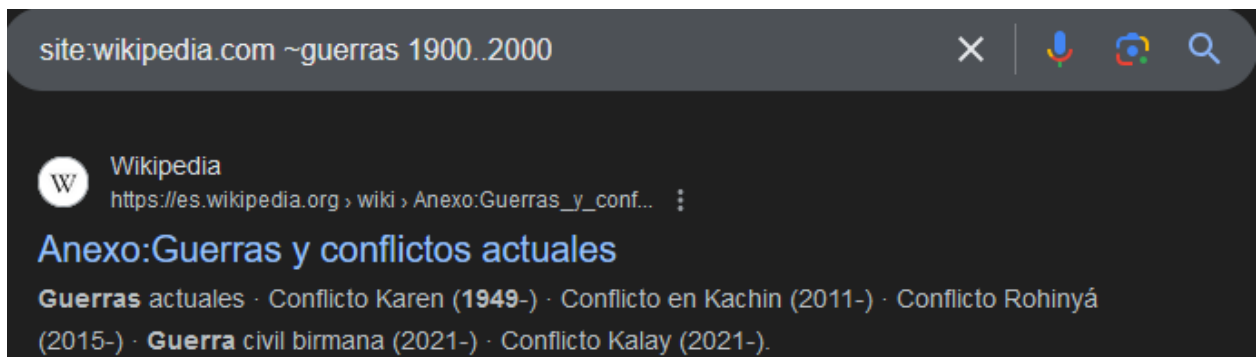 site:wikipedia.com ~guerras 1900..2000
W
Wikipedia
https://es.wikipedia.org › wiki › Anexo:Guerras_y_conf...
Anexo:Guerras y conflictos actuales
Guerras actuales · Conflicto Karen (1949-) · Conflicto en Kachin (2011-) · Conflicto Rohinyá
(2015-) · Guerra civil birmana (2021-) · Conflicto Kalay (2021-).